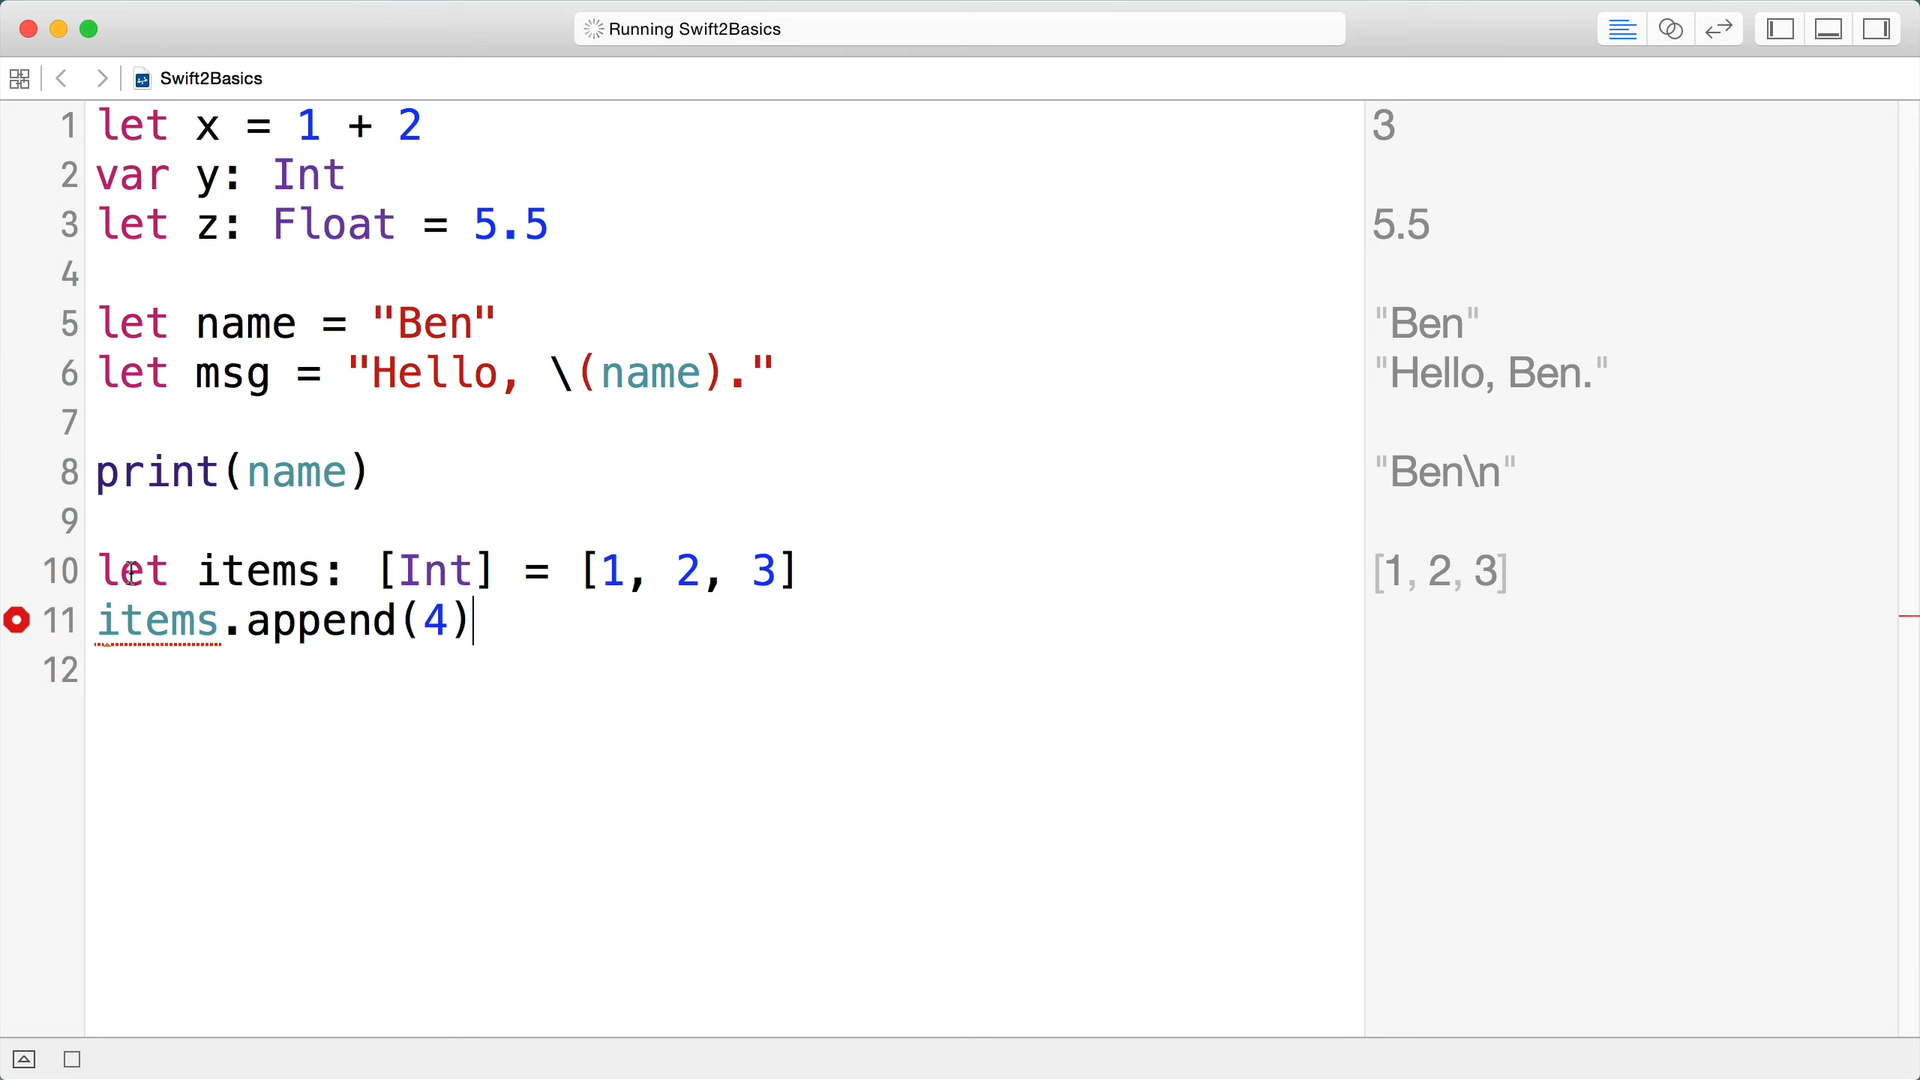 Running Swift2Basics
Swift2Basics
1 let x = 1 + 2 3
2 var y: Int
3 let z: Float = 5.5 5.5
4
5 let name = "Ben" "Ben"
6 let msg = "Hello, \(name)." "Hello, Ben."
7
8 print(name) "Ben\n"
9
10 let items: [Int] = [1, 2, 3] [1, 2, 3]
11 items.append(4)
12